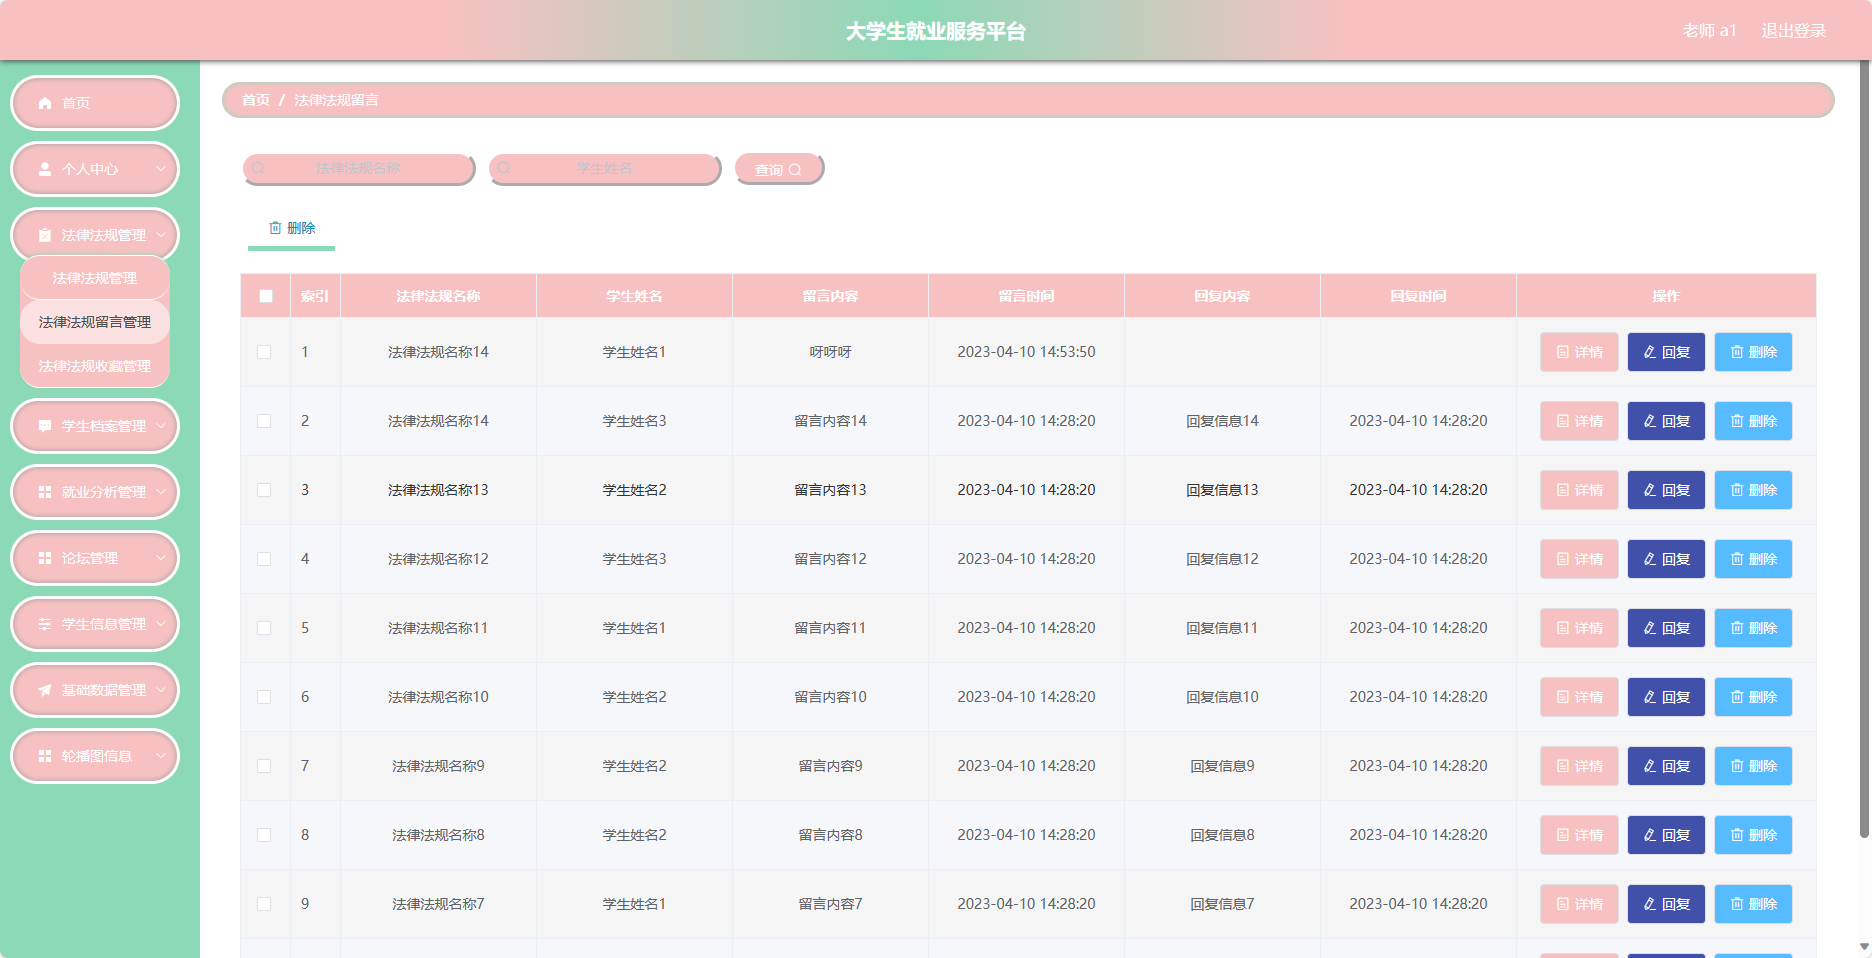 大学生就业服务平台
老师 a1 退出登录
首页
个人中心
法律法规管理
法律法规管理
法律法规留言管理
法律法规收藏管理
学生档案管理
就业分析管理
论坛管理
学生信息管理
基础数据管理
轮播图信息
首页 / 法律法规留言
法律法规名称 学生姓名 查询
删除
索引 法律法规名称 学生姓名 留言内容 留言时间 回复内容 回复时间 操作
1 法律法规名称14 学生姓名1 呀呀呀 2023-04-10 14:53:50 详情 回复 删除
2 法律法规名称14 学生姓名3 留言内容14 2023-04-10 14:28:20 回复信息14 2023-04-10 14:28:20 详情 回复 删除
3 法律法规名称13 学生姓名2 留言内容13 2023-04-10 14:28:20 回复信息13 2023-04-10 14:28:20 详情 回复 删除
4 法律法规名称12 学生姓名3 留言内容12 2023-04-10 14:28:20 回复信息12 2023-04-10 14:28:20 详情 回复 删除
5 法律法规名称11 学生姓名1 留言内容11 2023-04-10 14:28:20 回复信息11 2023-04-10 14:28:20 详情 回复 删除
6 法律法规名称10 学生姓名2 留言内容10 2023-04-10 14:28:20 回复信息10 2023-04-10 14:28:20 详情 回复 删除
7 法律法规名称9 学生姓名2 留言内容9 2023-04-10 14:28:20 回复信息9 2023-04-10 14:28:20 详情 回复 删除
8 法律法规名称8 学生姓名2 留言内容8 2023-04-10 14:28:20 回复信息8 2023-04-10 14:28:20 详情 回复 删除
9 法律法规名称7 学生姓名1 留言内容7 2023-04-10 14:28:20 回复信息7 2023-04-10 14:28:20 详情 回复 删除